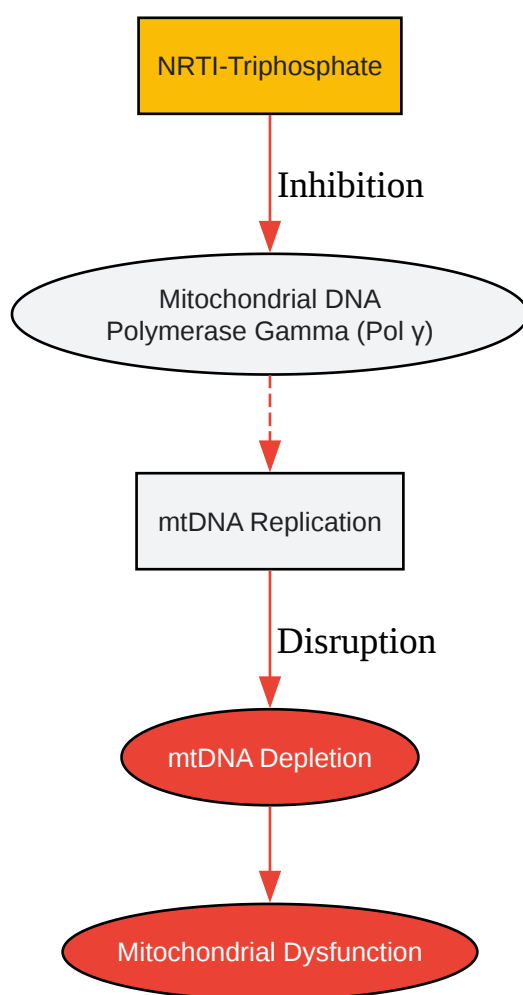 NRTI-Triphosphate
Inhibition
Mitochondrial DNA
Polymerase Gamma (Pol γ)
mtDNA Replication
Disruption
mtDNA Depletion
Mitochondrial Dysfunction